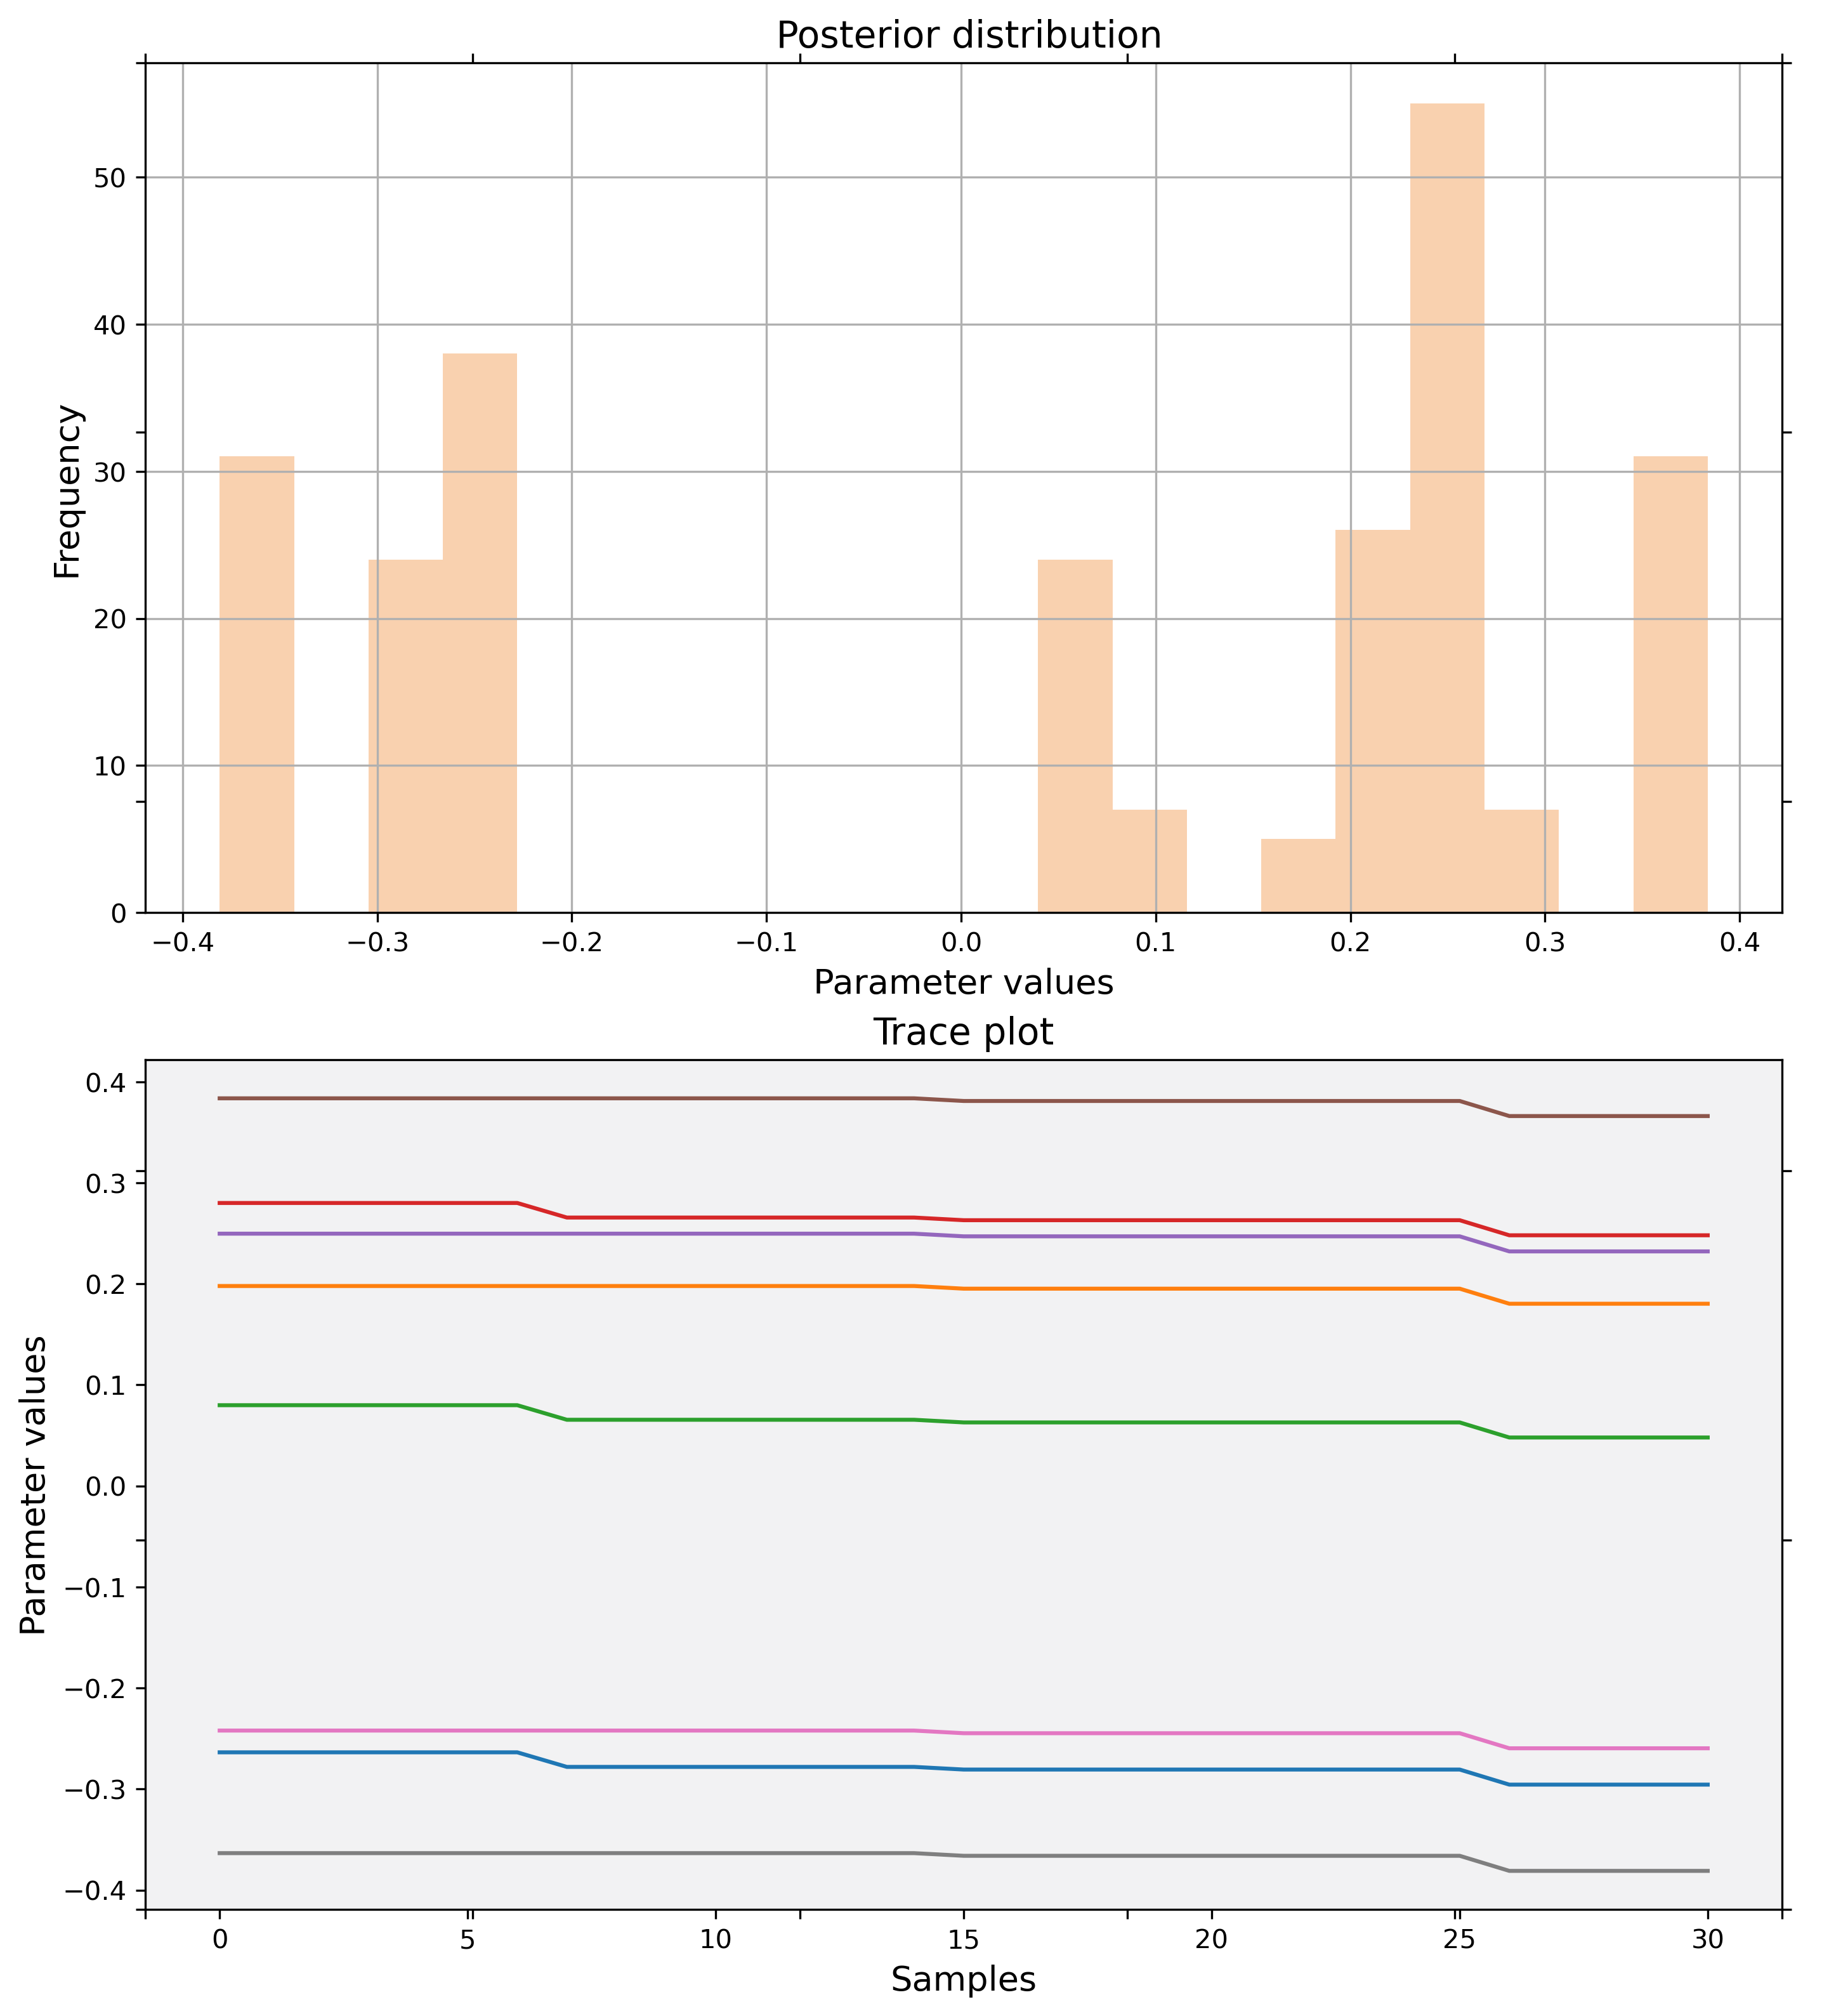 Posterior distribution
50
40
30
20
10
0
Frequency
−0.4 −0.3 −0.2 −0.1 0.0 0.1 0.2 0.3 0.4
Parameter values
Trace plot
0.4
0.3
0.2
0.1
0.0
−0.1
−0.2
−0.3
−0.4
Parameter values
0 5 10 15 20 25 30
Samples